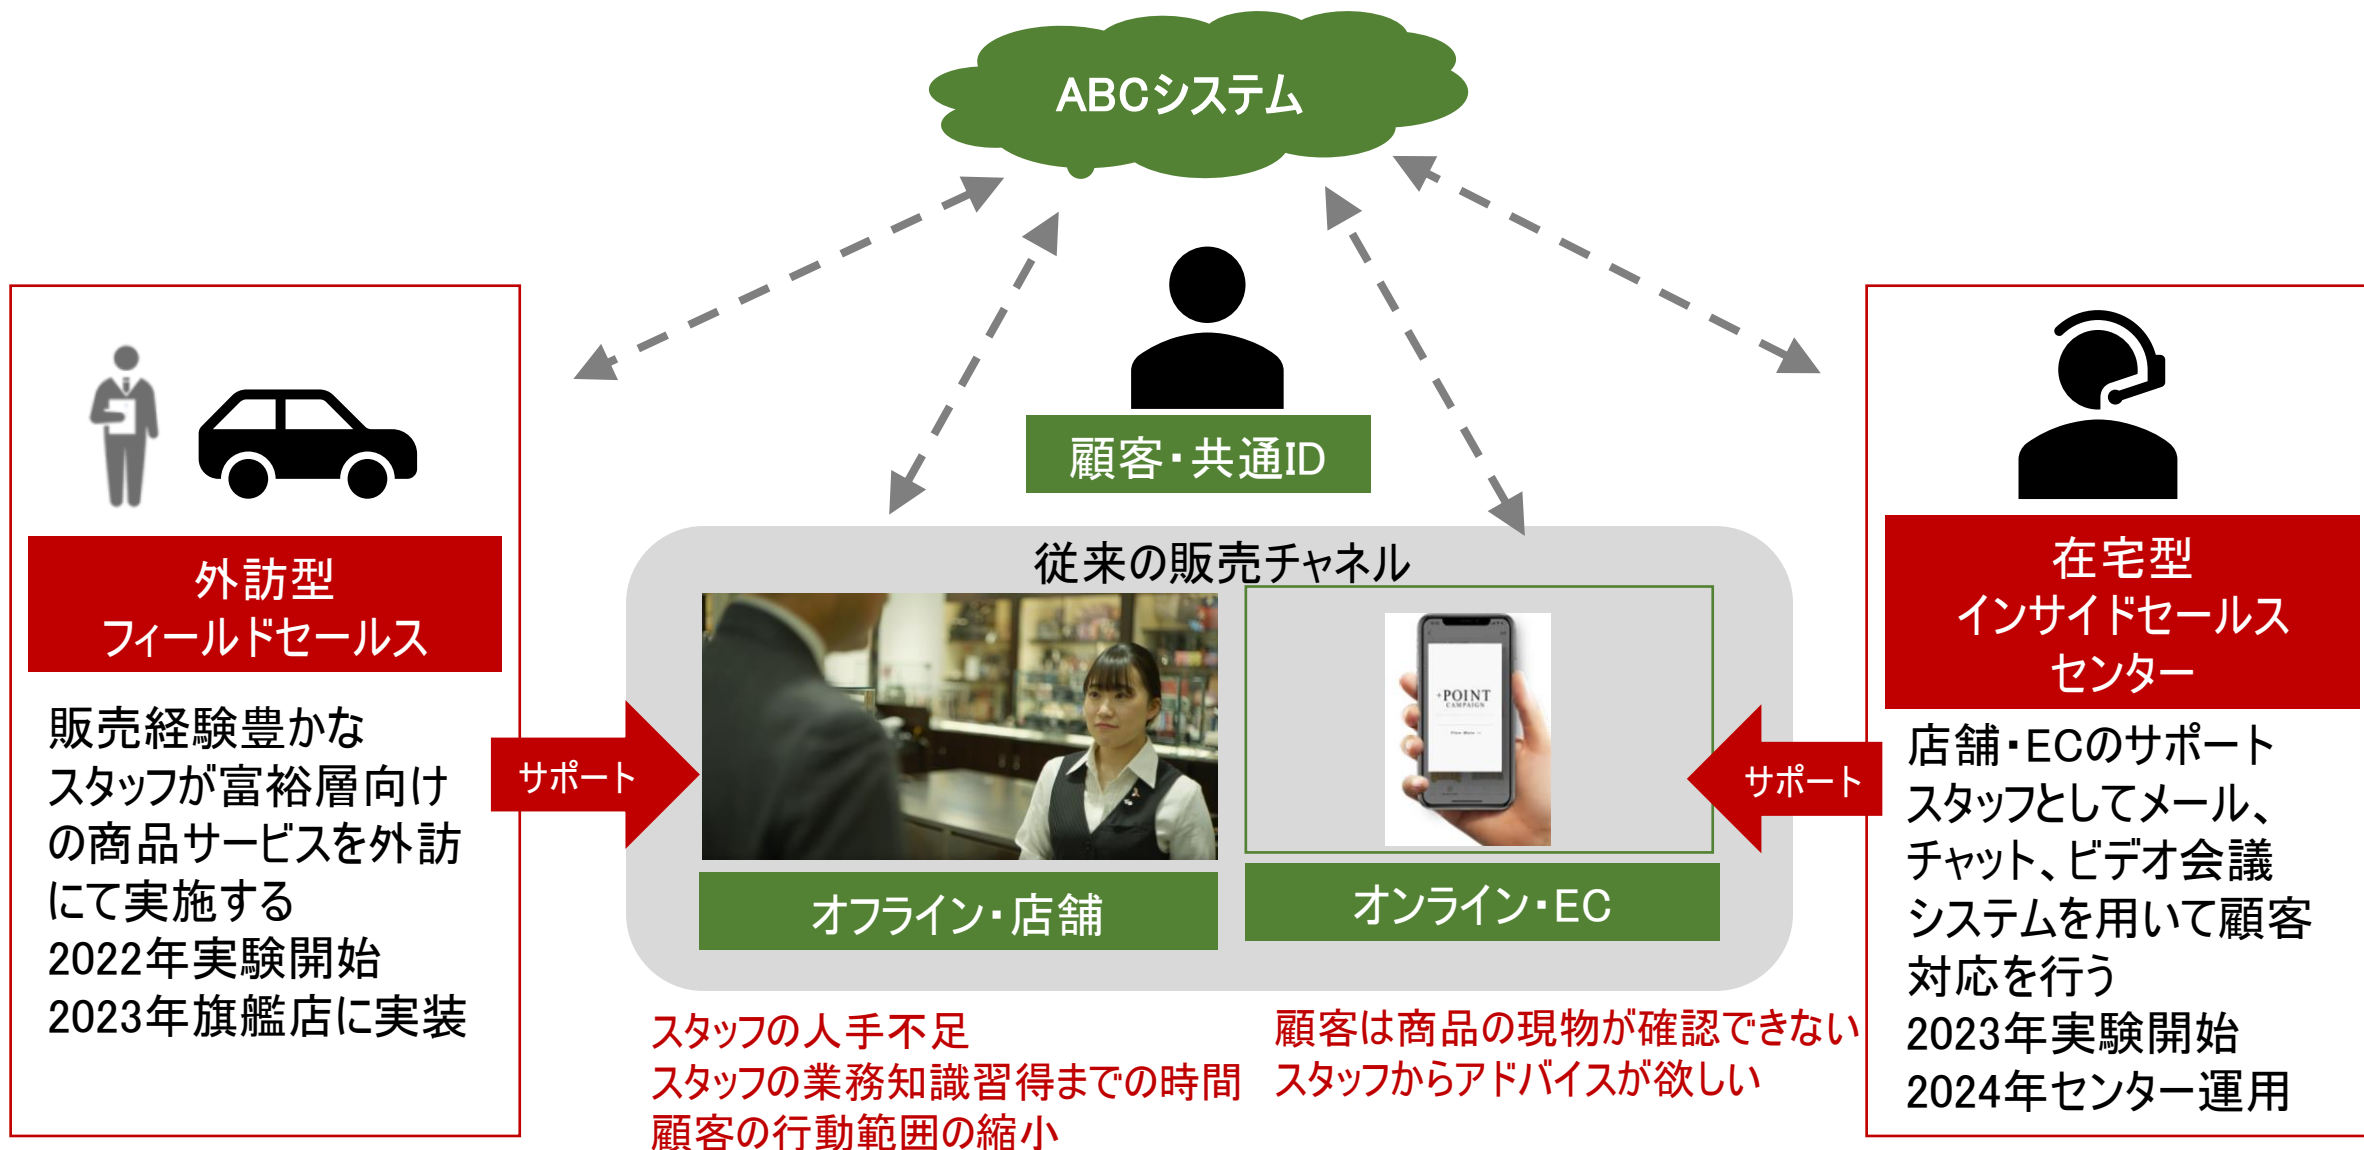 ABCシステム
顧客・共通ID
外訪型
フィールドセールス
販売経験豊かな
スタッフが富裕層向け
の商品サービスを外訪
にて実施する
2022年実験開始
2023年旗艦店に実装
サポート
従来の販売チャネル
+POINT
CAMPAIGN
View More →
オフライン・店舗
オンライン・EC
スタッフの人手不足
スタッフの業務知識習得までの時間
顧客の行動範囲の縮小
顧客は商品の現物が確認できない
スタッフからアドバイスが欲しい
サポート
在宅型
インサイドセールス
センター
店舗・ECのサポート
スタッフとしてメール、
チャット、ビデオ会議
システムを用いて顧客
対応を行う
2023年実験開始
2024年センター運用